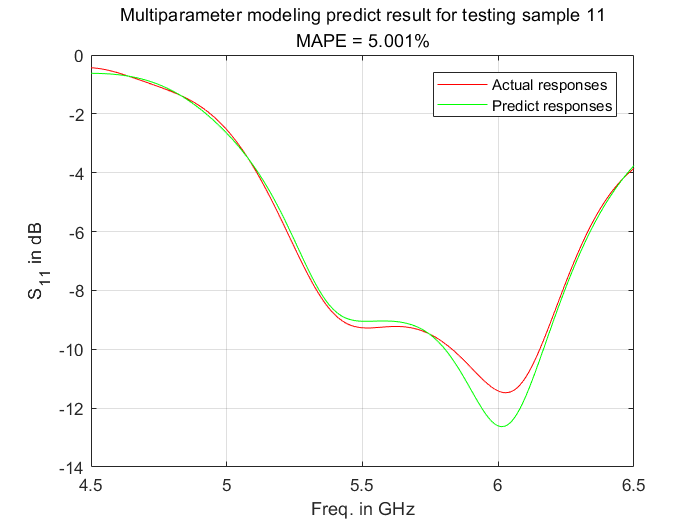 Multiparameter modeling predict result for testing sample 11
MAPE = 5.001%
Actual responses
Predict responses
0
-2
-4
-6
-8
-10
-12
-14
S11 in dB
4.5 5 5.5 6 6.5
Freq. in GHz